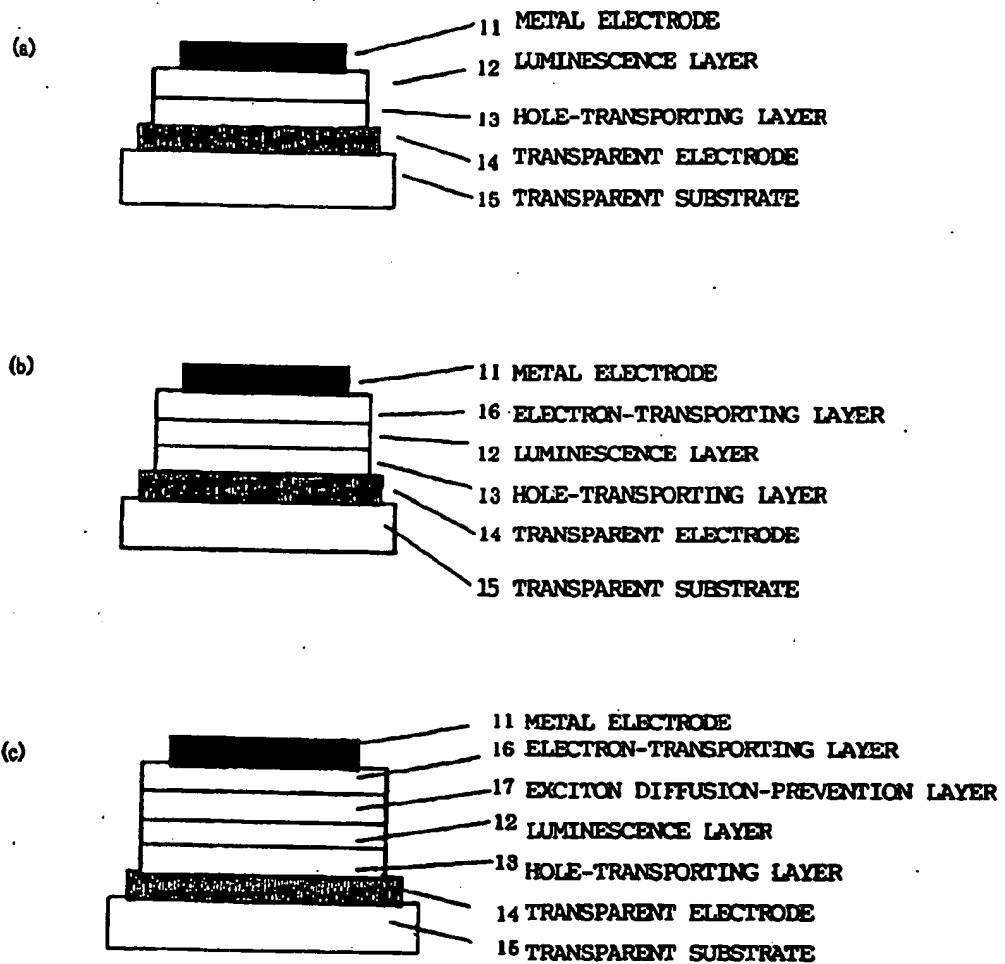 (a)
11 METAL ELECTRODE
12 LUMINESCENCE LAYER
13 HOLE-TRANSPORTING LAYER
14 TRANSPARENT ELECTRODE
15 TRANSPARENT SUBSTRATE
(b)
11 METAL ELECTRODE
16 ELECTRON-TRANSPORTING LAYER
12 LUMINESCENCE LAYER
13 HOLE-TRANSPORTING LAYER
14 TRANSPARENT ELECTRODE
15 TRANSPARENT SUBSTRATE
(c)
11 METAL ELECTRODE
16 ELECTRON-TRANSPORTING LAYER
17 EXCITON DIFFUSION-PREVENTION LAYER
12 LUMINESCENCE LAYER
13 HOLE-TRANSPORTING LAYER
14 TRANSPARENT ELECTRODE
15 TRANSPARENT SUBSTRATE